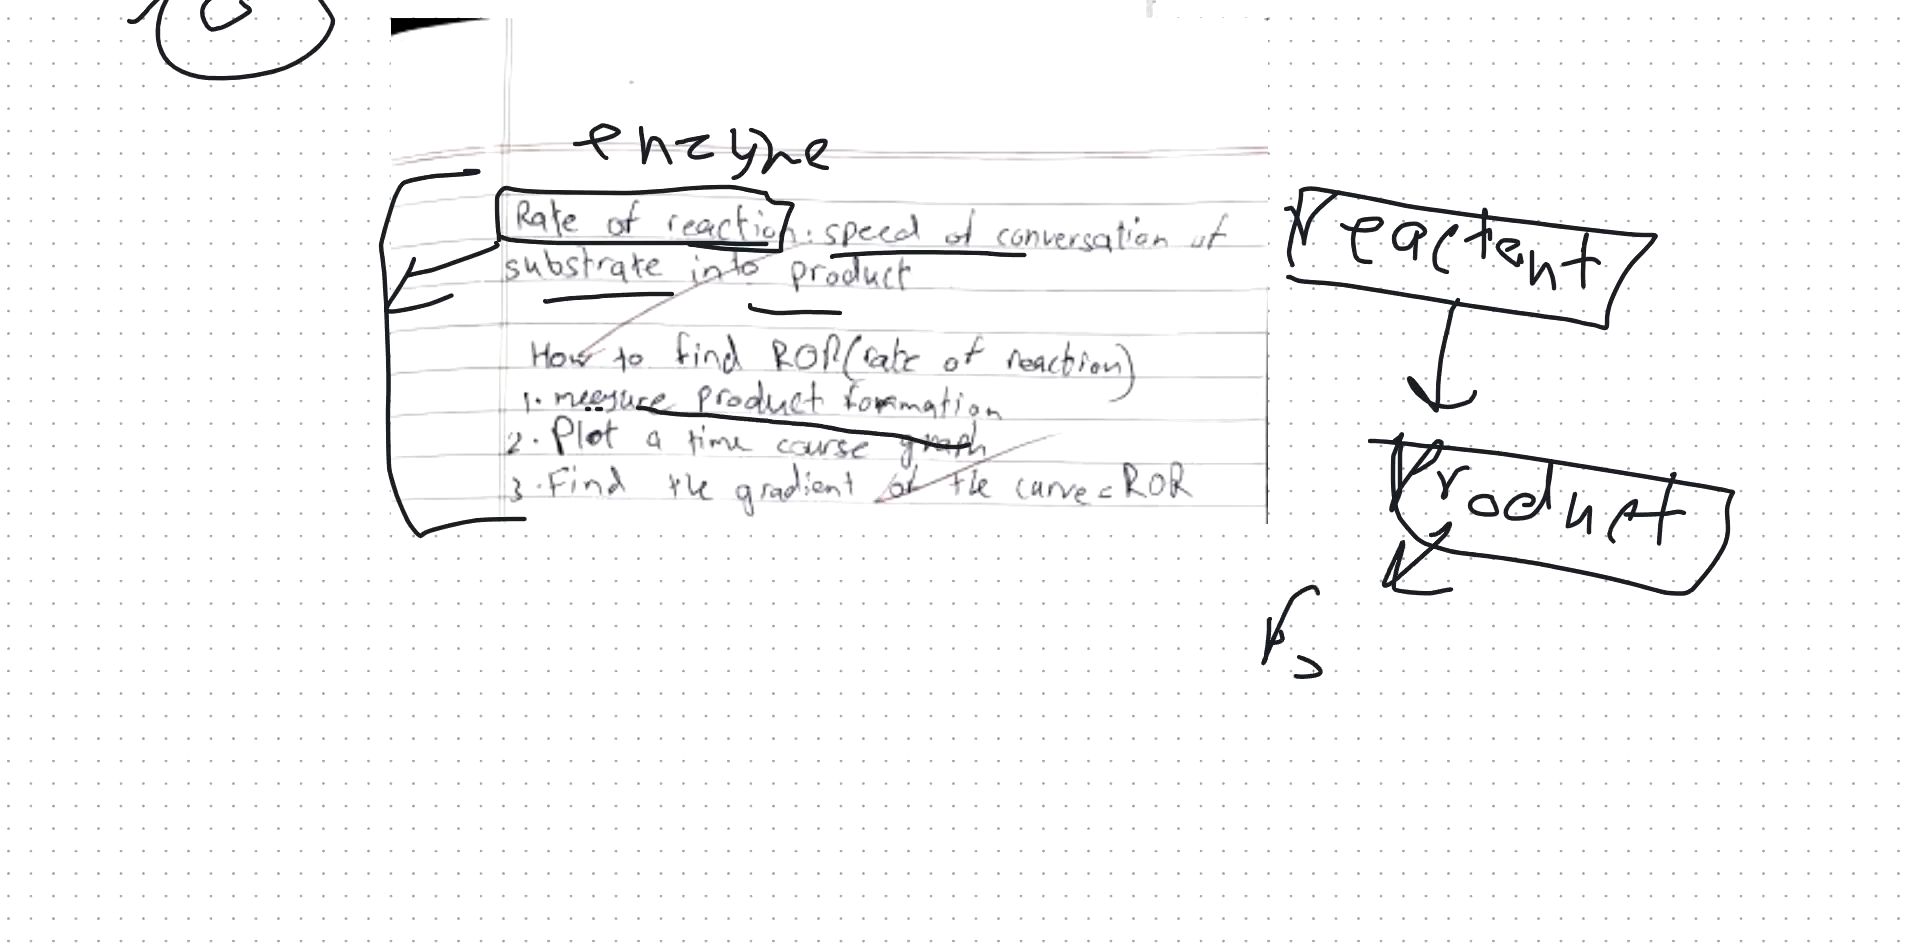 enzyme
Rate of reaction: speed of conversation of
substrate into product
How to find ROR(rate of reaction)
1. measure product formation
2. Plot a time course graph
3. Find the gradient of the curve = ROR
reactent
Product